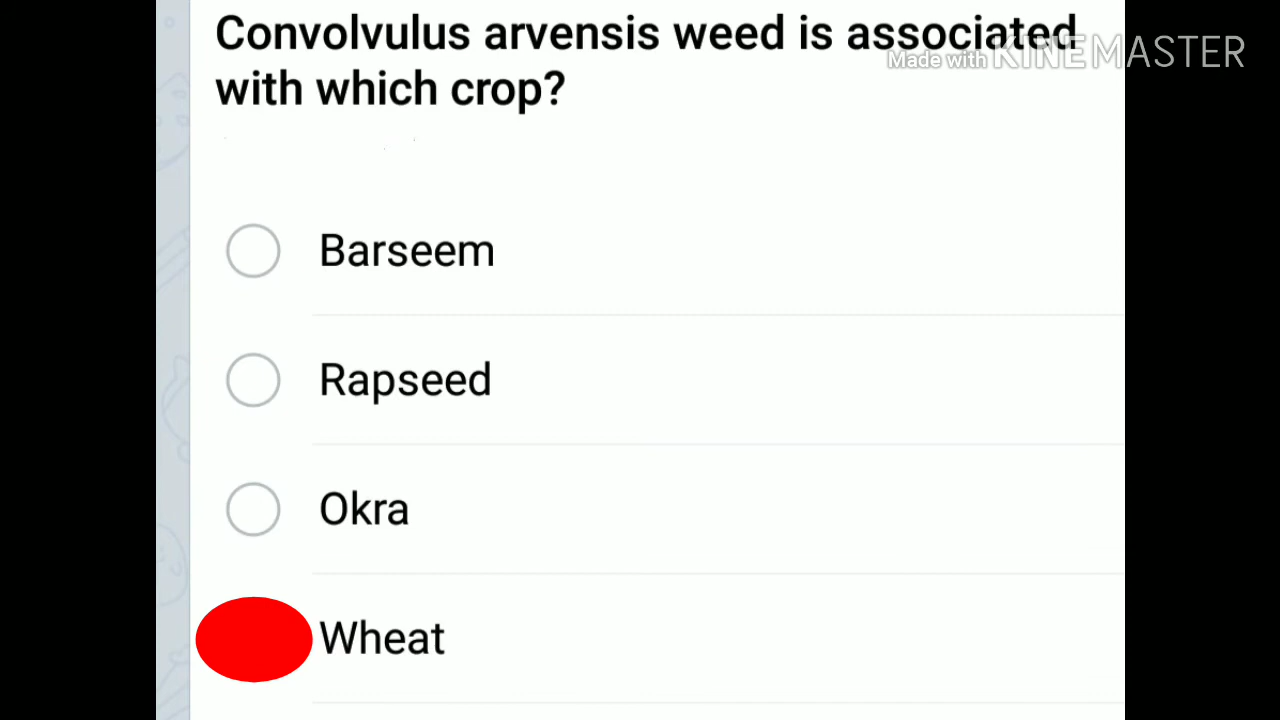 Convolvulus arvensis weed is associated
Made with KINEMASTER
with which crop?
Barseem
Rapseed
Okra
Wheat